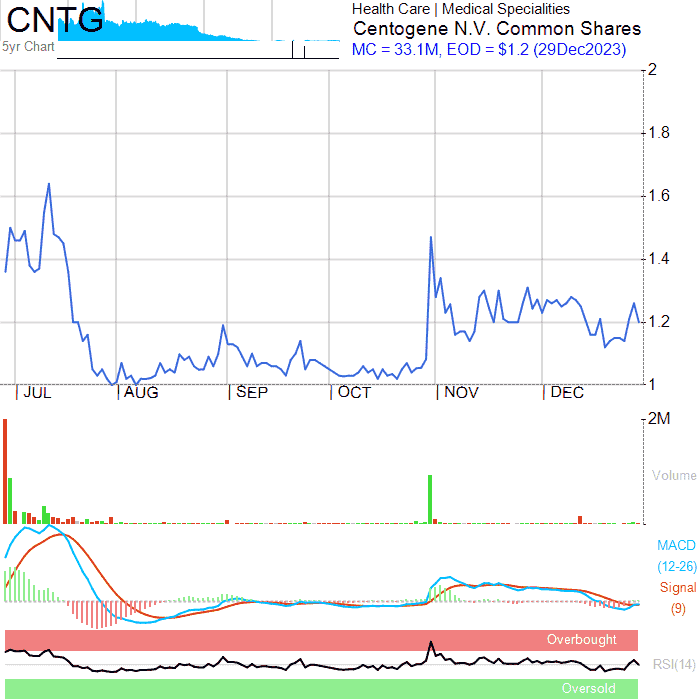 CNTG
5yr Chart
Health Care | Medical Specialities
Centogene N.V. Common Shares
MC = 33.1M, EOD = $1.2 (29Dec2023)
2
1.8
1.6
1.4
1.2
1
| JUL | AUG | SEP | OCT | NOV | DEC
2M
Volume
MACD
(12-26)
Signal
(9)
Overbought
RSI(14)
Oversold